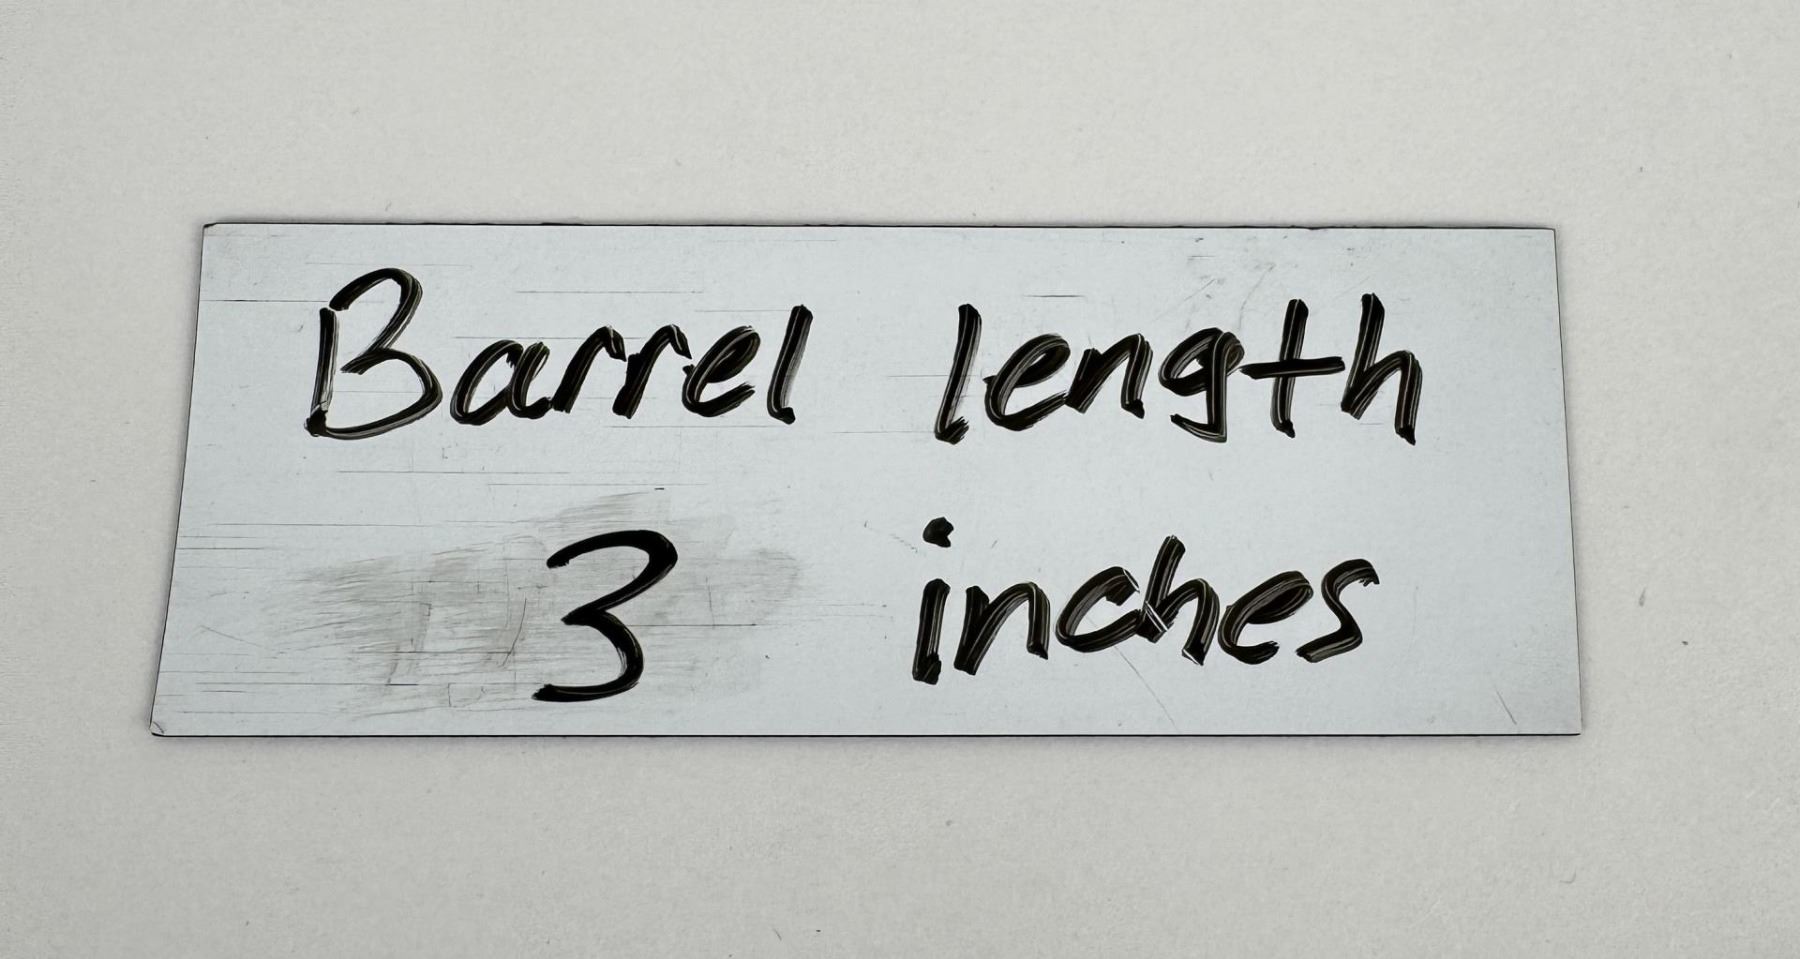 Barrel length
3 inches